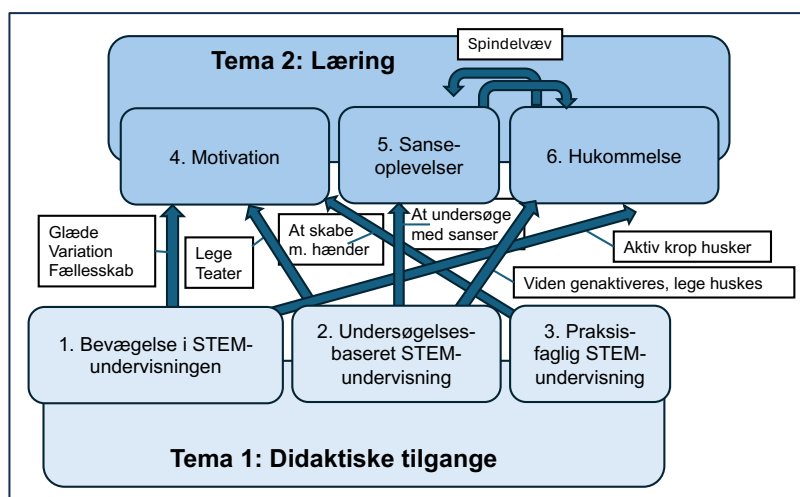 Spindelvæv
Tema 2: Læring
4. Motivation
5. Sanse-
oplevelser
6. Hukommelse
Glæde
Variation
Fællesskab
Lege
Teater
At skabe
m. hænder
At undersøge
med sanser
Aktiv krop husker
Viden genaktiveres, lege huskes
1. Bevægelse i STEM-
undervisningen
2. Undersøgelses-
baseret STEM-
undervisning
3. Praksis-
faglig STEM-
undervisning
Tema 1: Didaktiske tilgange